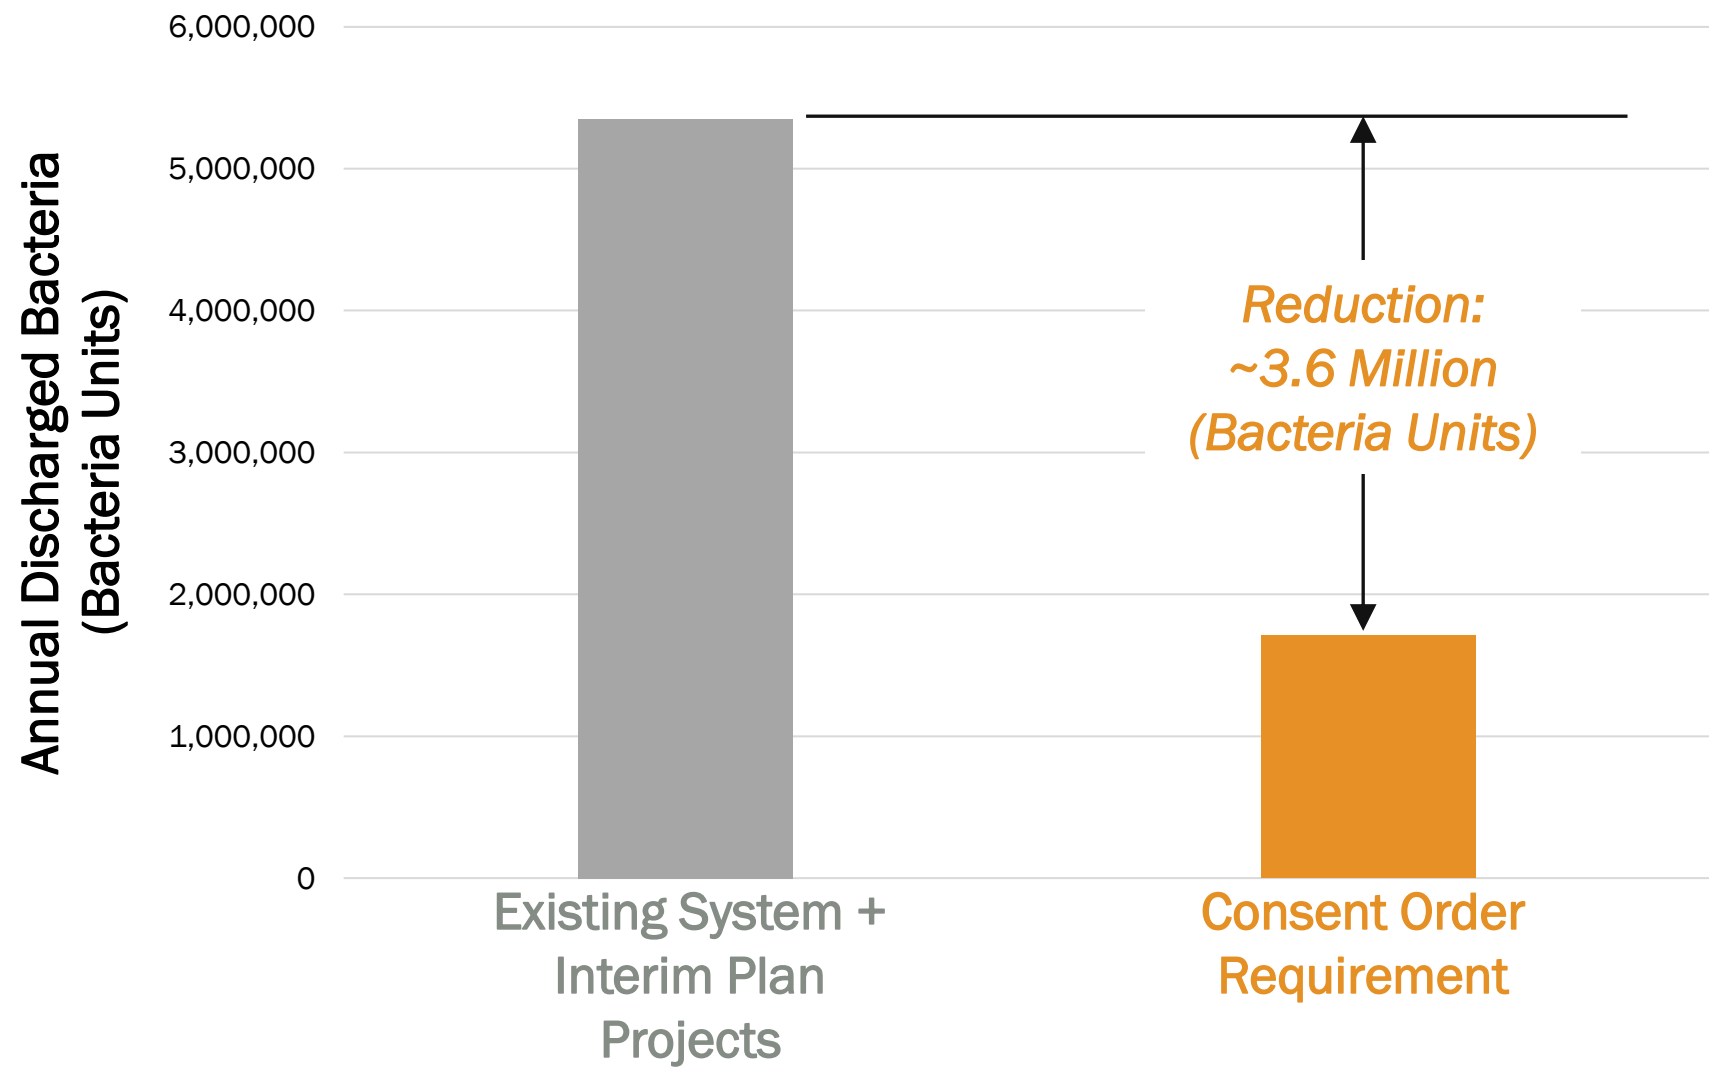 Annual Discharged Bacteria
(Bacteria Units)
6,000,000
5,000,000
4,000,000
3,000,000
2,000,000
1,000,000
0
Reduction:
~3.6 Million
(Bacteria Units)
Existing System +
Interim Plan
Projects
Consent Order
Requirement